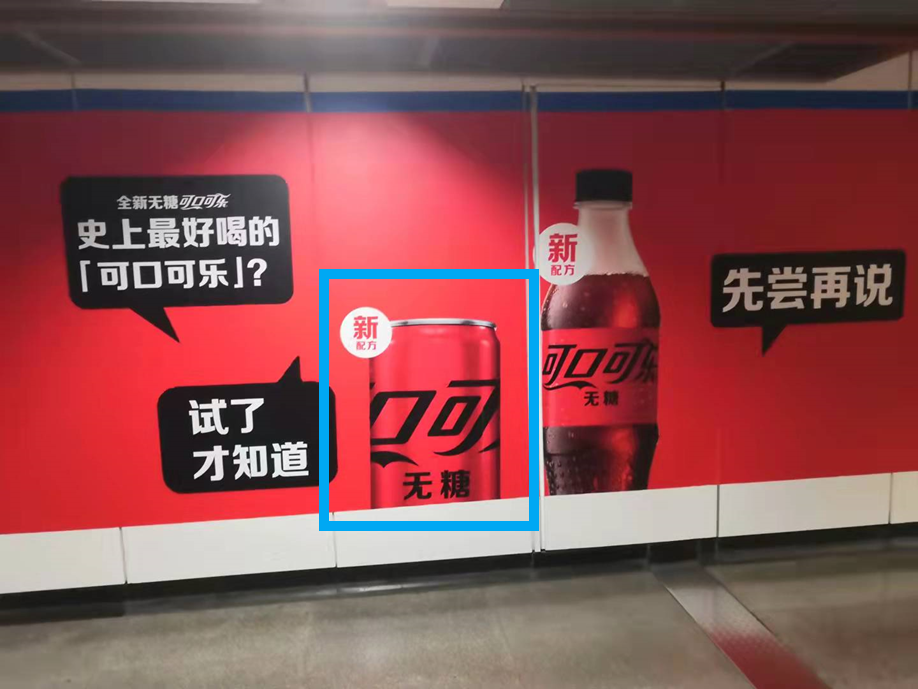 全新无糖可口可乐
史上最好喝的
「可口可乐」?
试了
才知道
新
配方
口可
无糖
新
配方
可口可乐
无糖
先尝再说